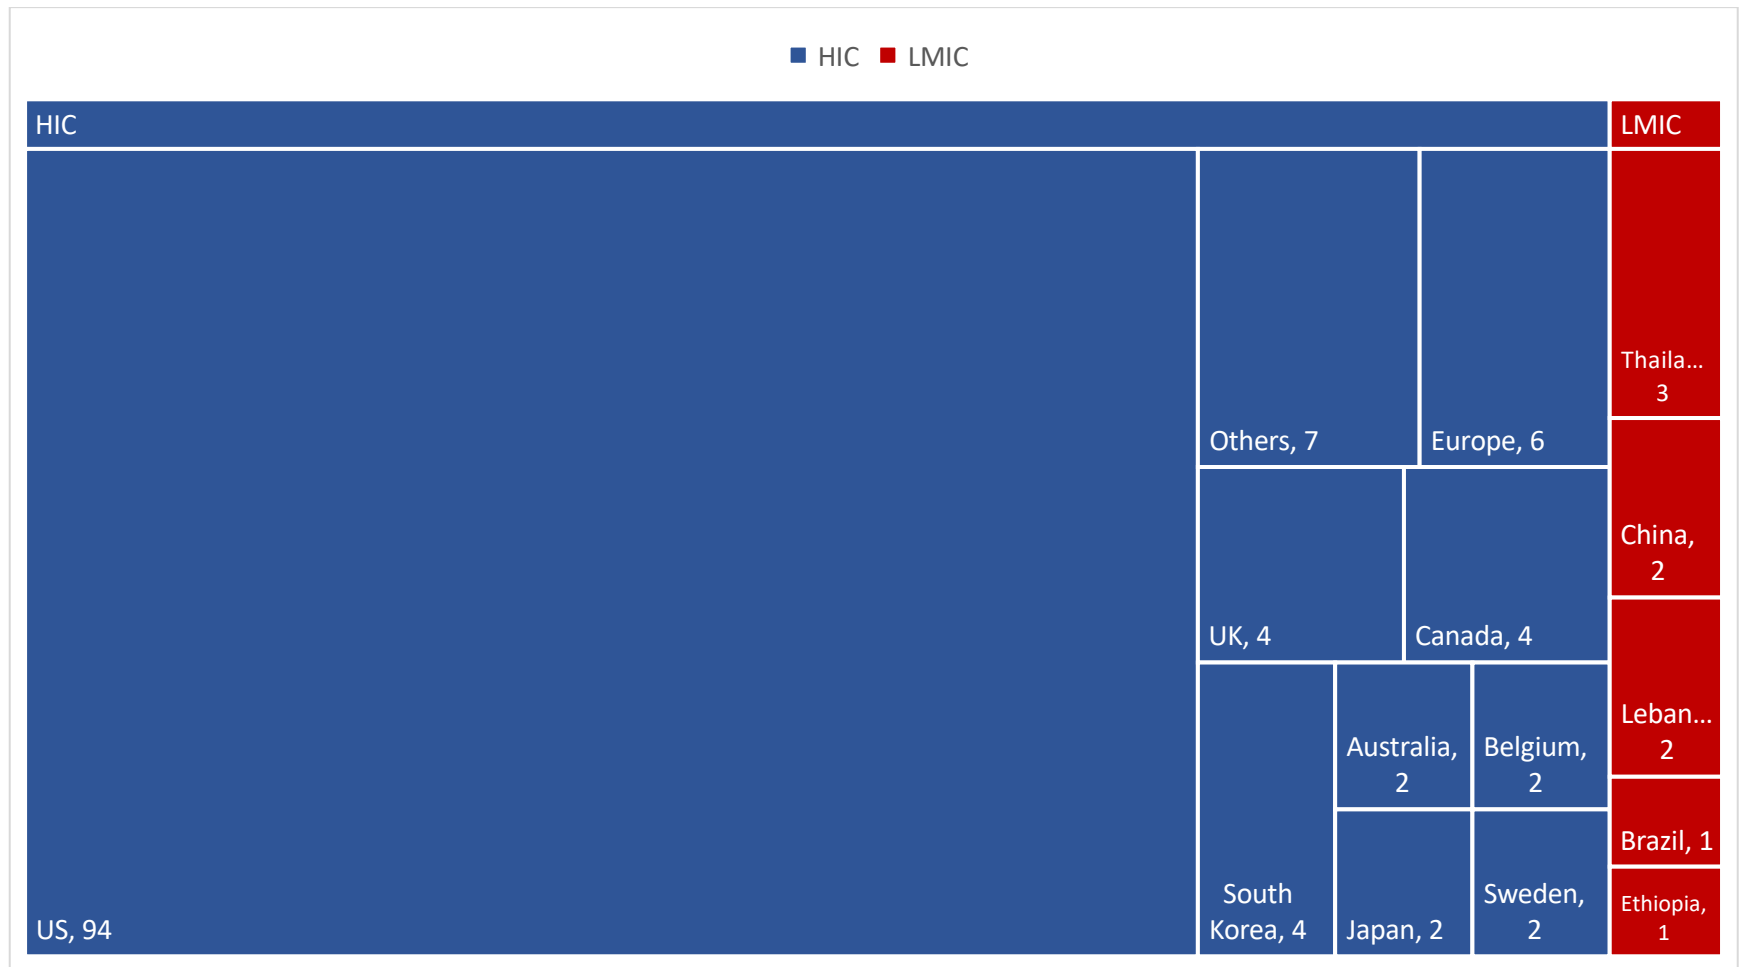 HIC LMIC
HIC
LMIC
US, 94
Others, 7
Europe, 6
UK, 4
Canada, 4
South
Korea, 4
Australia,
2
Belgium,
2
Japan, 2
Sweden,
2
Thaila...
3
China,
2
Leban...
2
Brazil, 1
Ethiopia,
1